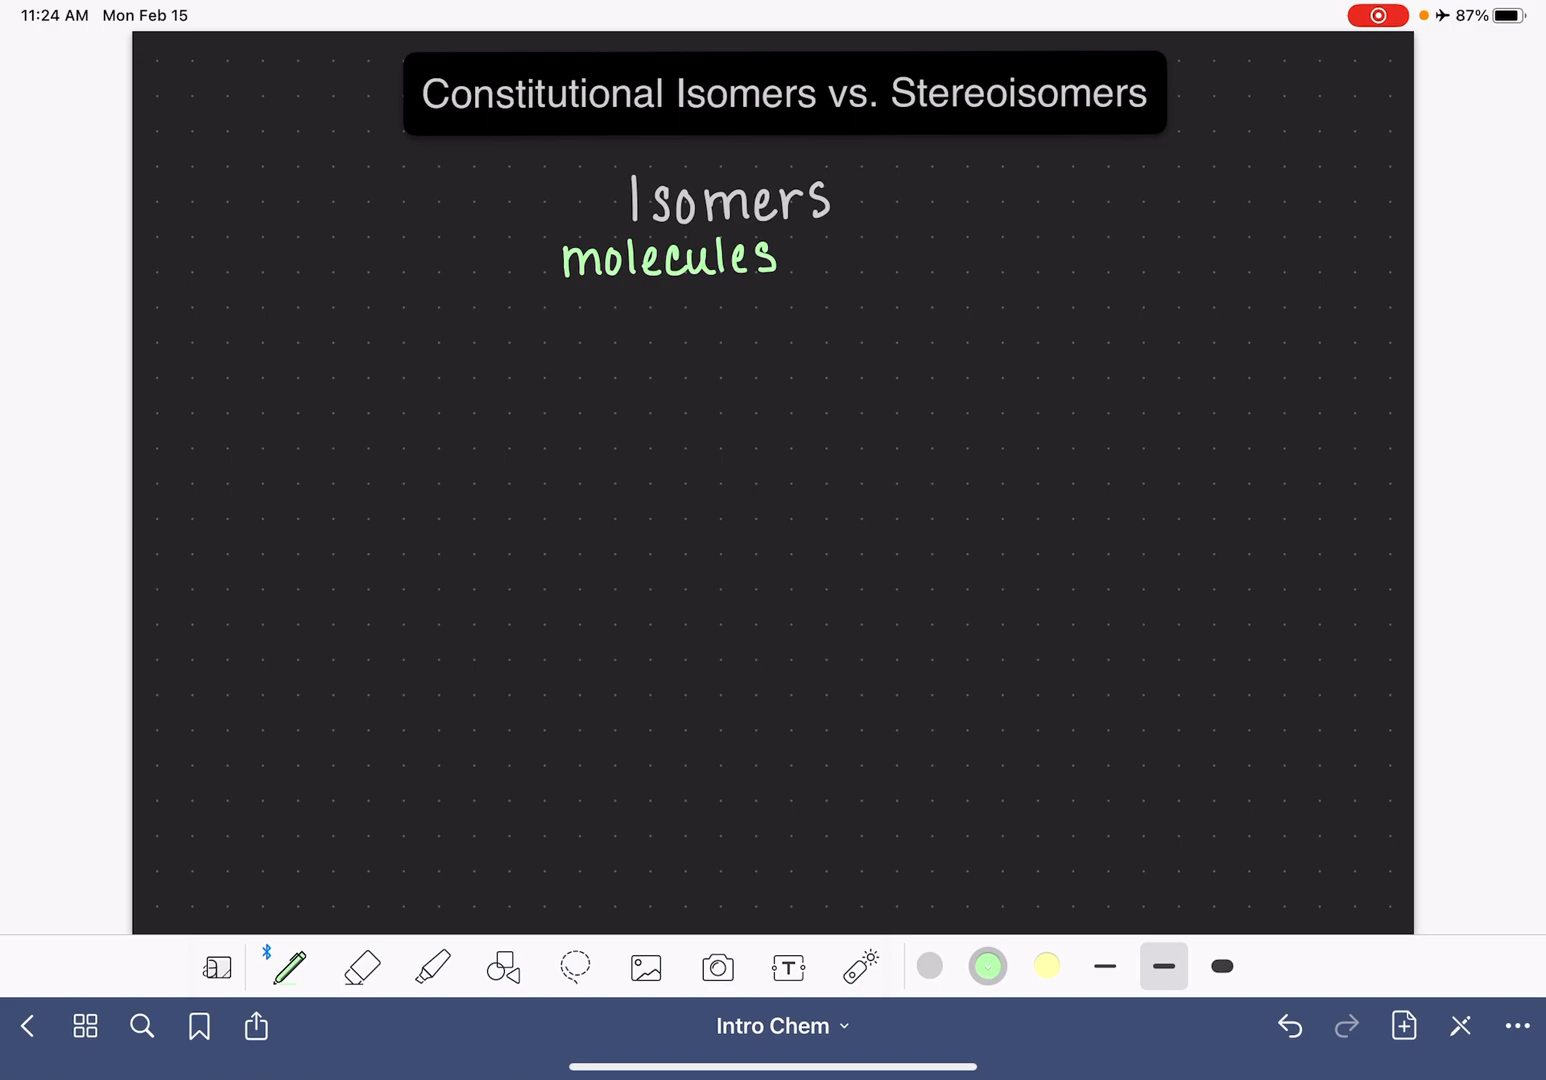 11:24 AM Mon Feb 15 87%
Constitutional Isomers vs. Stereoisomers
Isomers
molecules
Intro Chem